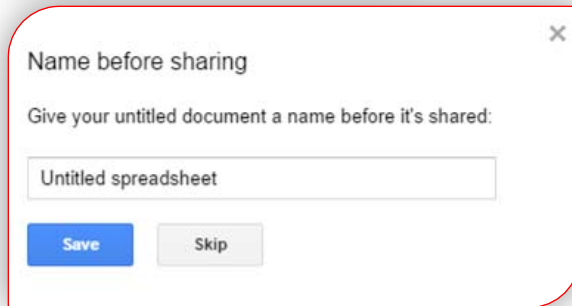 Name before sharing
Give your untitled document a name before it's shared:
Untitled spreadsheet
Save Skip